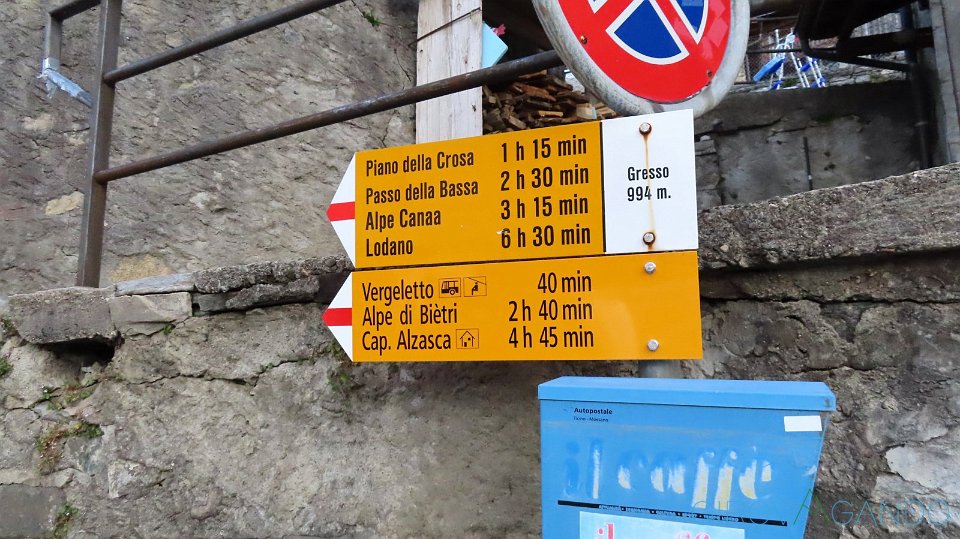 Piano della Crosa 1 h 15 min
Passo della Bassa 2 h 30 min
Alpe Canaa 3 h 15 min
Lodano 6 h 30 min
Gresso
994 m.
Vergeletto 40 min
Alpe di Bietri 2 h 40 min
Cap. Alzasca 4 h 45 min
Autopostale
il caffè
il